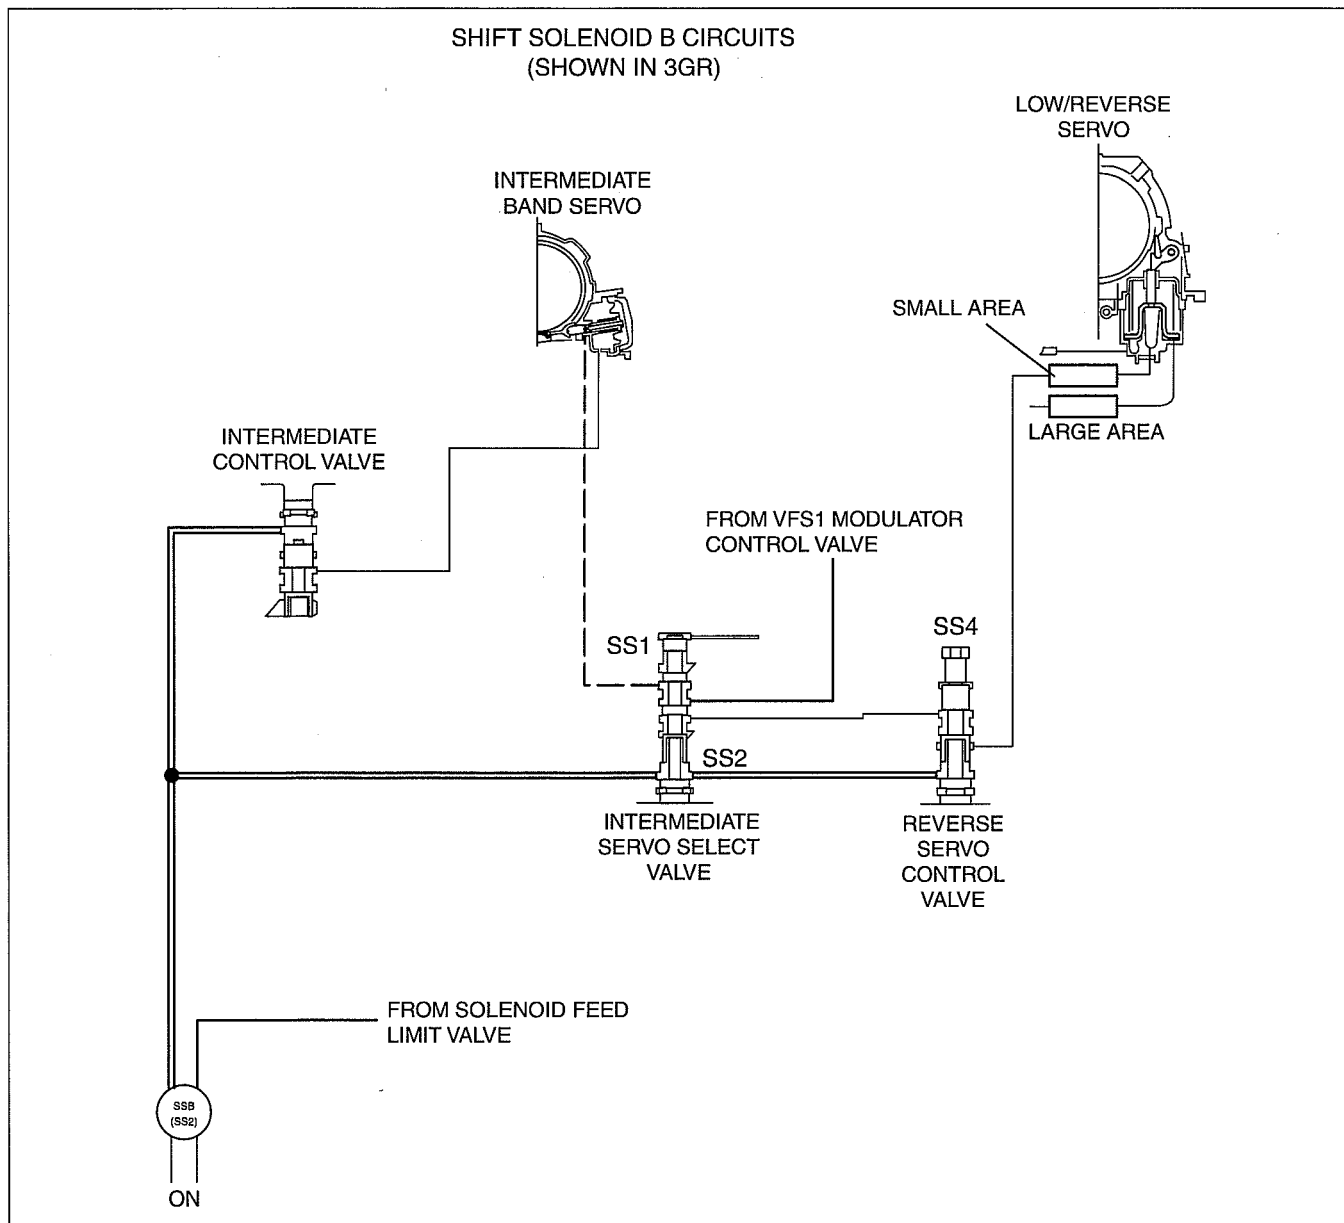 SHIFT SOLENOID B CIRCUITS
(SHOWN IN 3GR)
LOW/REVERSE
SERVO
INTERMEDIATE
BAND SERVO
SMALL AREA
LARGE AREA
INTERMEDIATE
CONTROL VALVE
FROM VFS1 MODULATOR
CONTROL VALVE
SS1
SS4
SS2
INTERMEDIATE
SERVO SELECT
VALVE
REVERSE
SERVO
CONTROL
VALVE
FROM SOLENOID FEED
LIMIT VALVE
SSB
(SS2)
ON